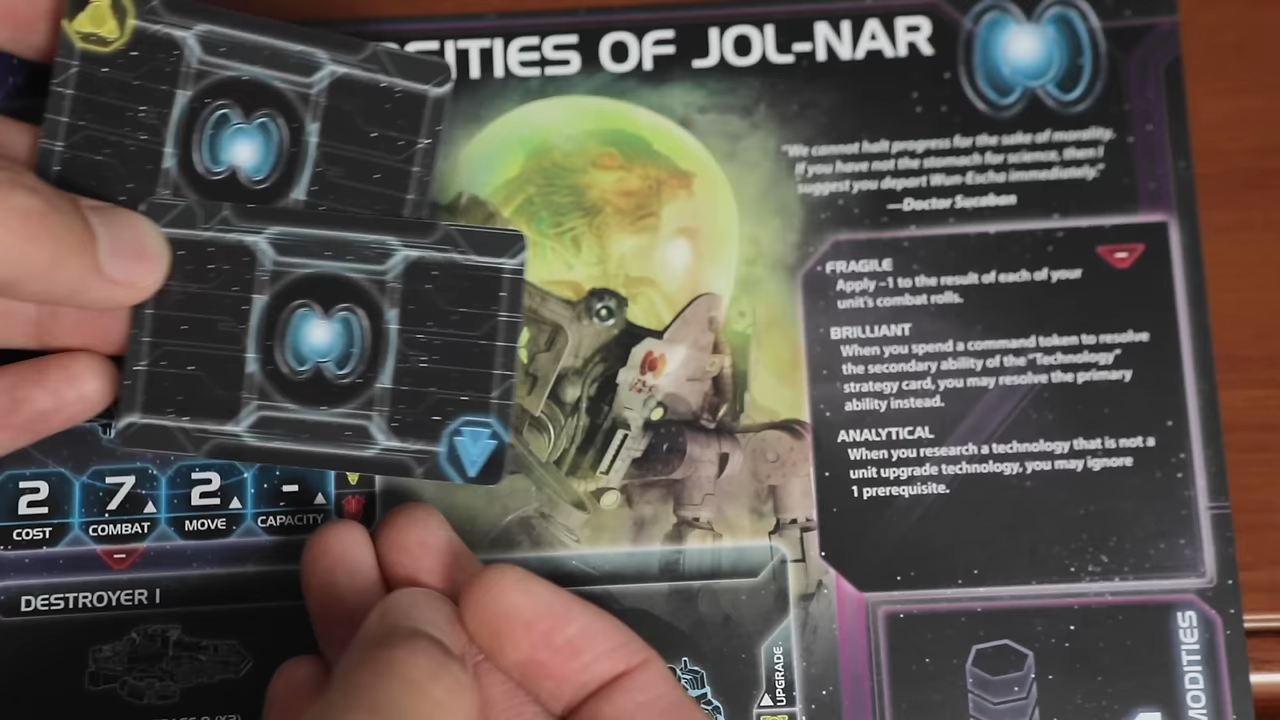 SITIES OF JOL-NAR
"We cannot halt progress for the sake of morality.
If you have not the stomach for science, then I
suggest you depart Wun-Escha immediately."
—Doctor Sucaban
FRAGILE
Apply –1 to the result of each of your
unit's combat rolls.
BRILLIANT
When you spend a command token to resolve
the secondary ability of the "Technology"
strategy card, you may resolve the primary
ability instead.
ANALYTICAL
When you research a technology that is not a
unit upgrade technology, you may ignore
1 prerequisite.
2 7 2 -
COST COMBAT MOVE CAPACITY
DESTROYER I
UPGRADE
MODITIES